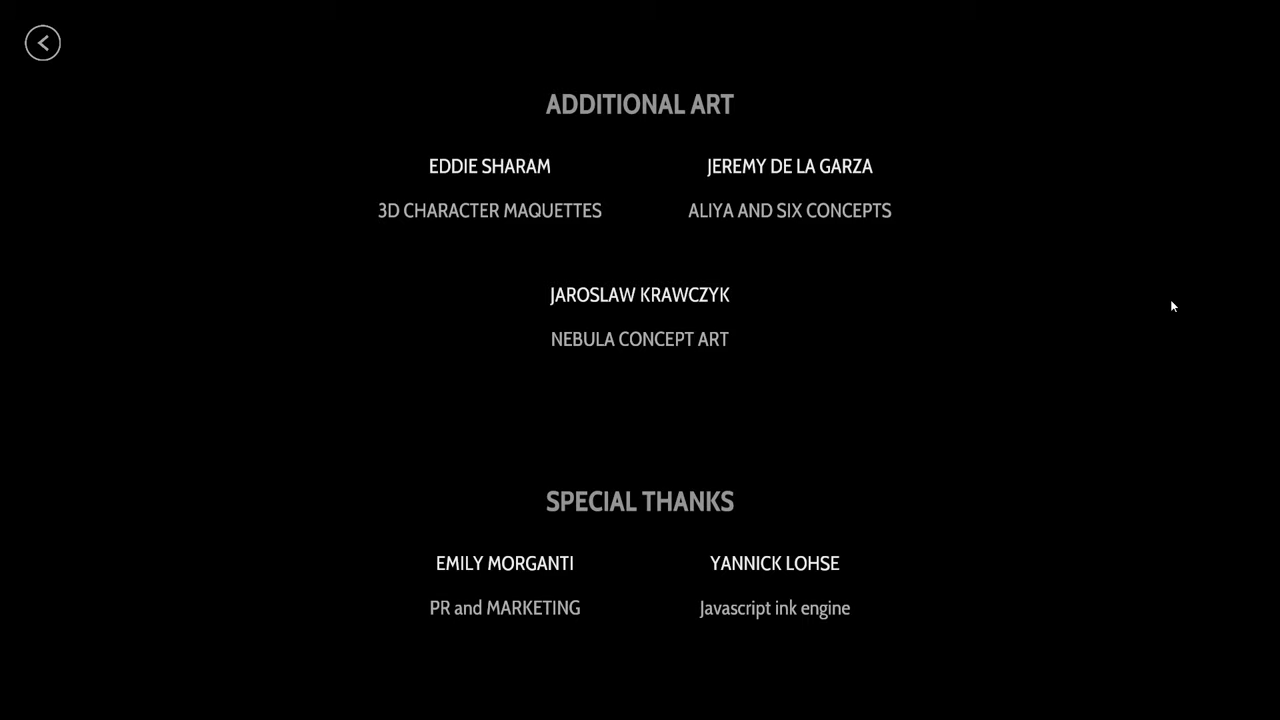 ADDITIONAL ART
EDDIE SHARAM
JEREMY DE LA GARZA
3D CHARACTER MAQUETTES
ALIYA AND SIX CONCEPTS
JAROSLAW KRAWCZYK
NEBULA CONCEPT ART
SPECIAL THANKS
EMILY MORGANTI
YANNICK LOHSE
PR and MARKETING
Javascript ink engine